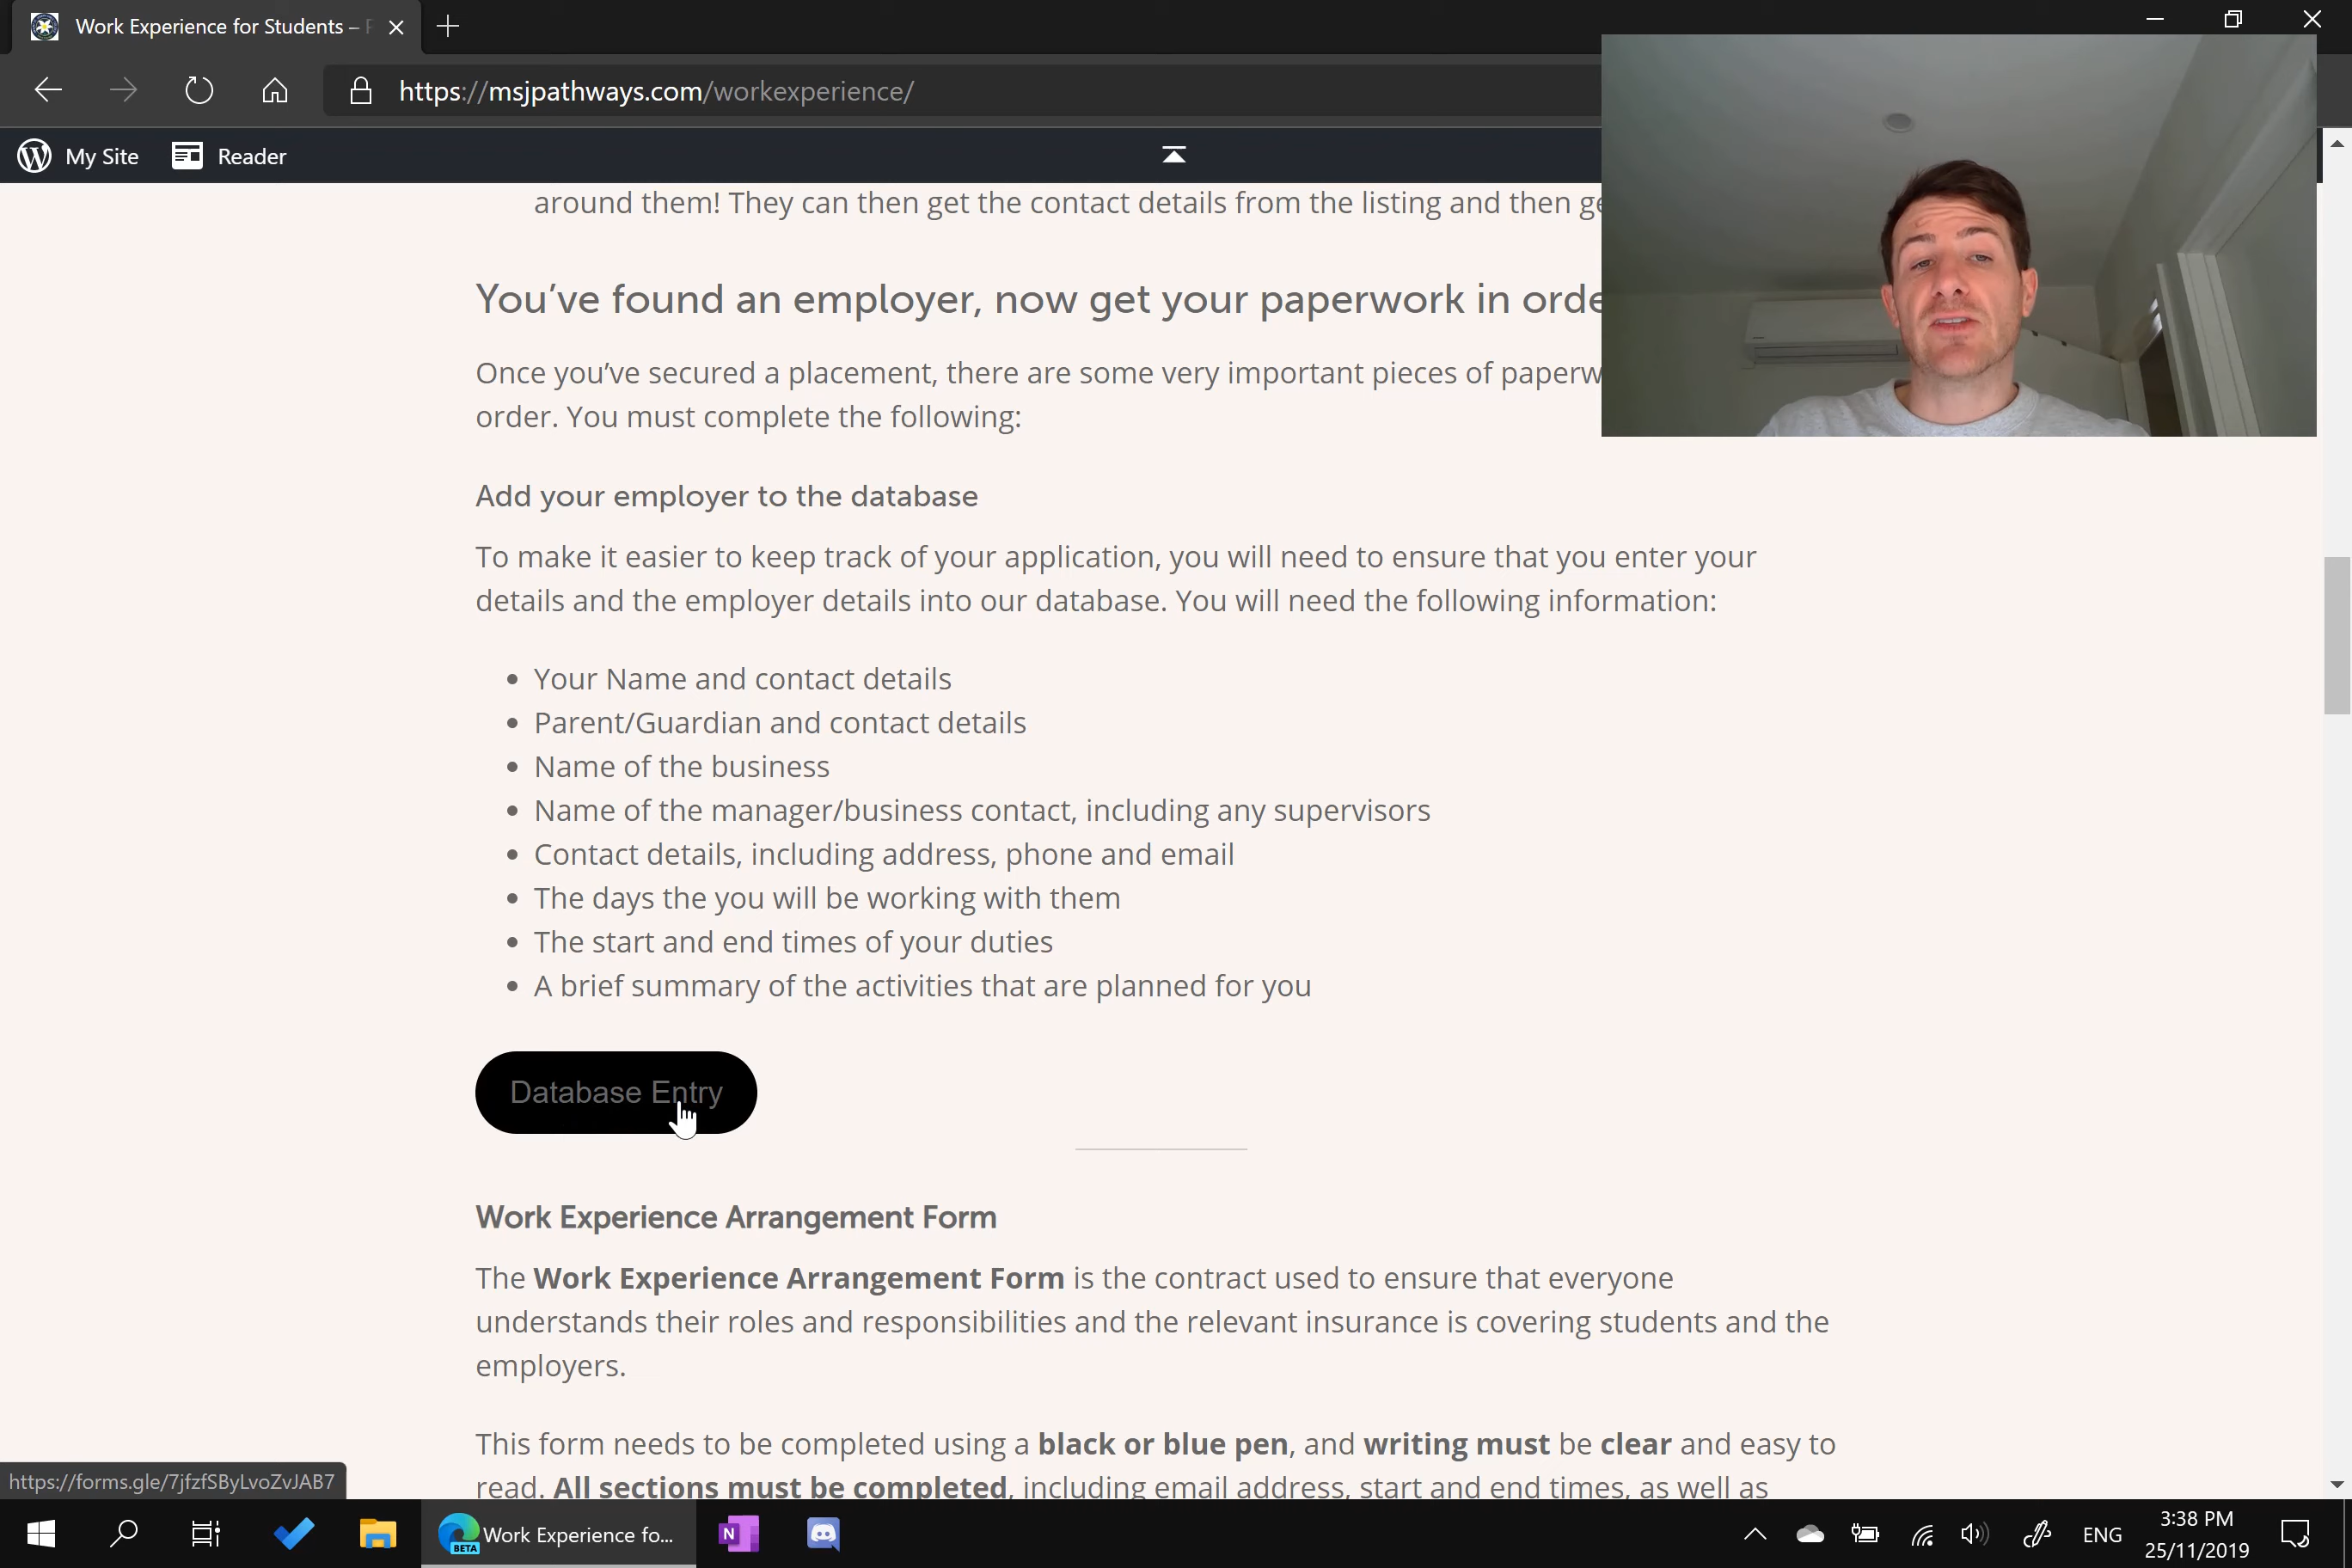 Work Experience for Students –
https://msjpathways.com/workexperience/
My Site
Reader
around them! They can then get the contact details from the listing and then
You’ve found an employer, now get your paperwork in
Once you’ve secured a placement, there are some very important pieces of
order. You must complete the following:
Add your employer to the database
To make it easier to keep track of your application, you will need to ensure that you enter your
details and the employer details into our database. You will need the following information:
• Your Name and contact details
• Parent/Guardian and contact details
• Name of the business
• Name of the manager/business contact, including any supervisors
• Contact details, including address, phone and email
• The days the you will be working with them
• The start and end times of your duties
• A brief summary of the activities that are planned for you
Database Entry
Work Experience Arrangement Form
The Work Experience Arrangement Form is the contract used to ensure that everyone
understands their roles and responsibilities and the relevant insurance is covering students and the
employers.
This form needs to be completed using a black or blue pen, and writing must be clear and easy to
read. All sections must be completed, including email address, start and end times, as well as
https://forms.gle/7jfzfSByLvoZvJAB7
BETA
Work Experience fo...
N
ENG
3:38 PM
25/11/2019